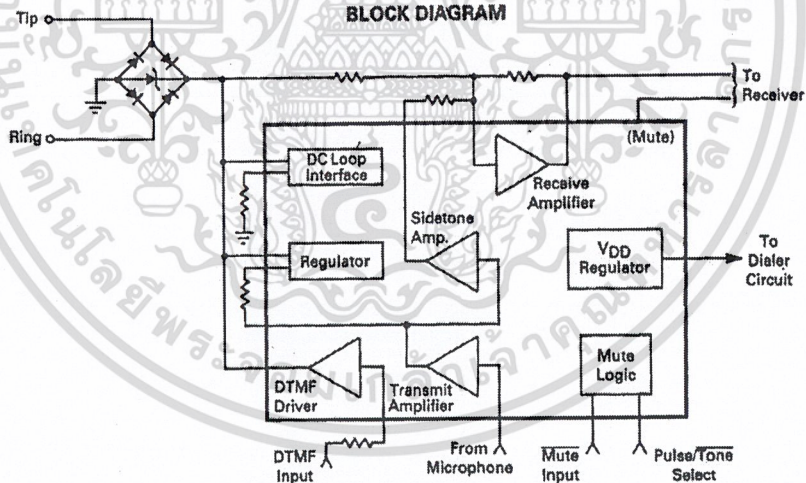 BLOCK DIAGRAM
Tip
Ring
To
Receiver
(Mute)
DC Loop
Interface
Receive
Amplifier
Sidetone
Amp.
Regulator
VDD
Regulator
To
Dialer
Circuit
DTMF
Driver
Transmit
Amplifier
Mute
Logic
DTMF
Input
From
Microphone
Mute
Input
Pulse/Tone
Select